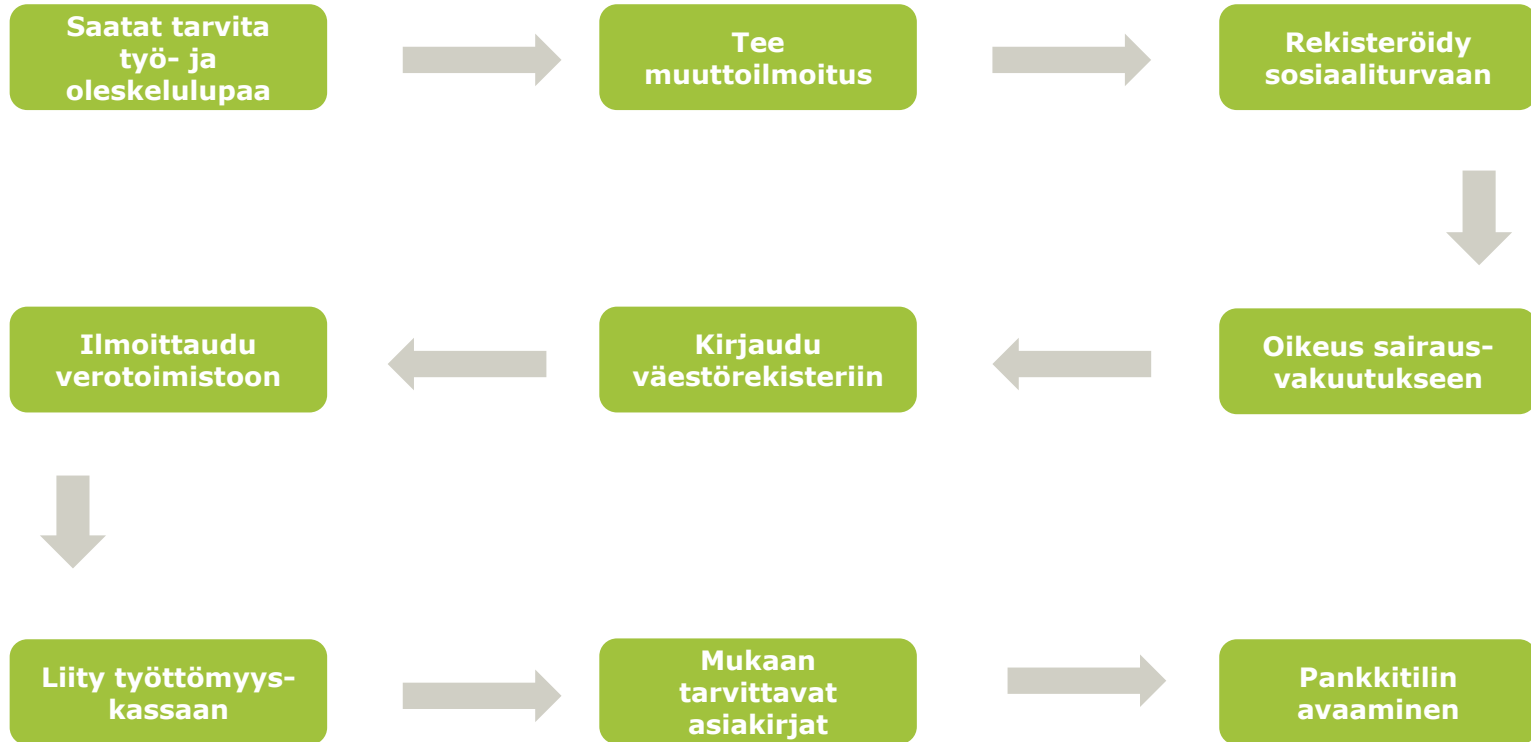 Saatat tarvita
työ- ja
oleskelulupaa
Tee
muuttoilmoitus
Rekisteröidy
sosiaaliturvaan
Oikeus sairaus-
vakuutukseen
Kirjaudu
väestörekisteriin
Ilmoittaudu
verotoimistoon
Liity työttömyys-
kassaan
Mukaan
tarvittavat
asiakirjat
Pankkitilin
avaaminen